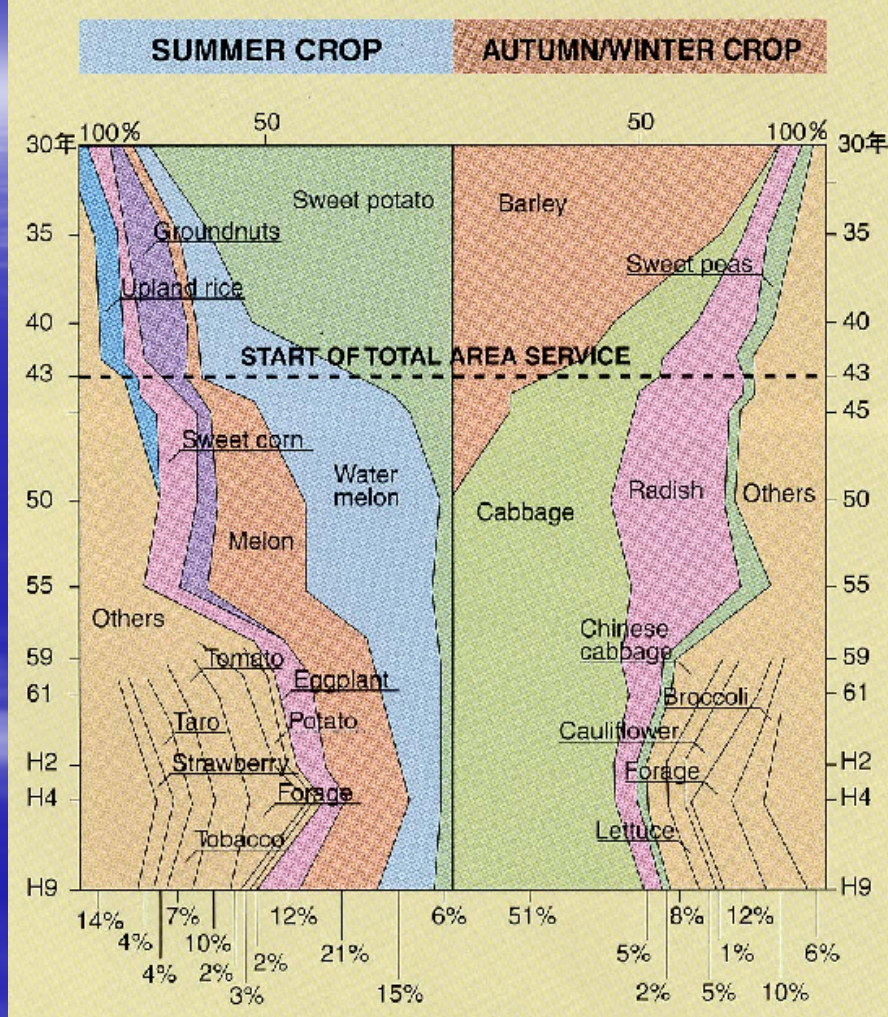 SUMMER CROP AUTUMN/WINTER CROP
100% 50 50 100%
30年 30年
Sweet potato Barley
35 Groundnuts 35
Sweet peas
Upland rice
40 40
START OF TOTAL AREA SERVICE
43 43
45
Sweet corn
Water
melon
Radish Others
50 Cabbage 50
Melon
55 55
Others
Chinese
cabbage
59 Tomato 59
Eggplant
61 Broccoli 61
Taro Potato
Cauliflower
H2 Strawberry Forage H2
H4 Forage H4
Tobacco Lettuce
H9 H9
14% 7% 12% 6% 51% 8% 12%
4% 10% 21% 5% 1% 6%
4% 2% 2% 2% 5% 10%
3% 15%